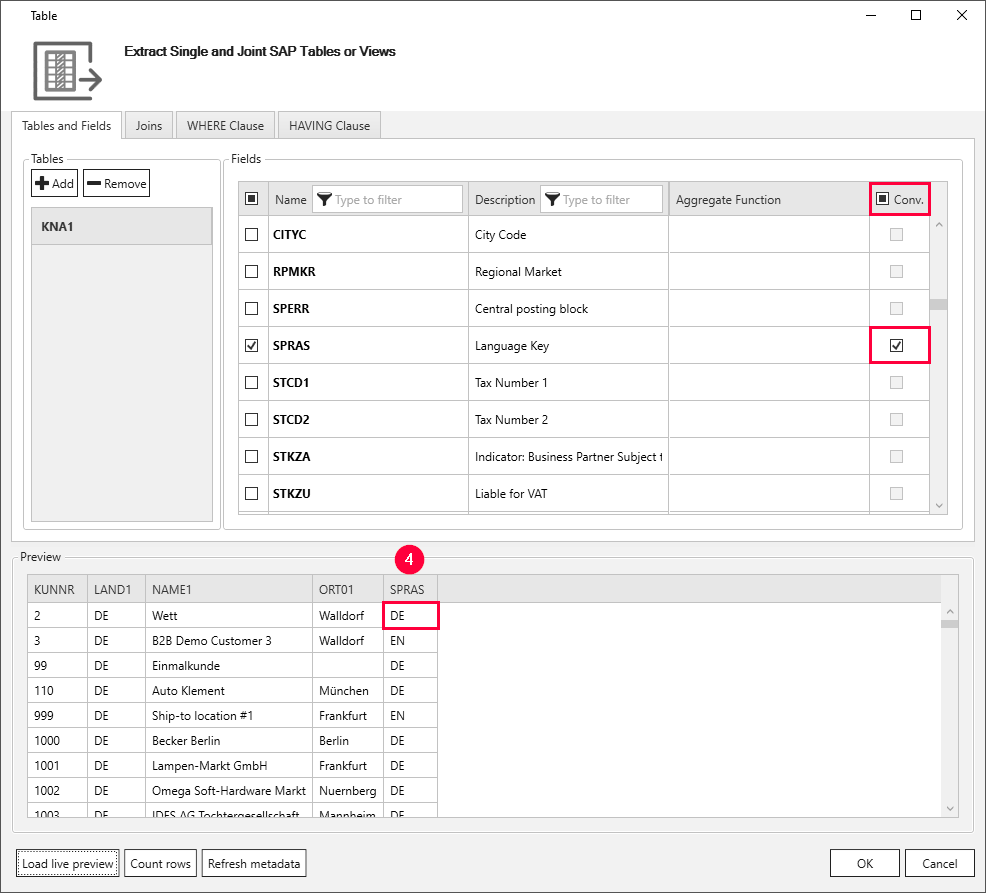 Table
Extract Single and Joint SAP Tables or Views
Tables and Fields Joins WHERE Clause HAVING Clause
Tables
Add Remove
KNA1
Fields
Name Type to filter Description Type to filter Aggregate Function Conv.
CITYC City Code
RPMKR Regional Market
SPERR Central posting block
SPRAS Language Key
STCD1 Tax Number 1
STCD2 Tax Number 2
STKZA Indicator: Business Partner Subject t
STKZU Liable for VAT
Preview
4
KUNNR LAND1 NAME1 ORT01 SPRAS
2 DE Wett Walldorf DE
3 DE B2B Demo Customer 3 Walldorf EN
99 DE Einmalkunde DE
110 DE Auto Klement München DE
999 DE Ship-to location #1 Frankfurt EN
1000 DE Becker Berlin Berlin DE
1001 DE Lampen-Markt GmbH Frankfurt DE
1002 DE Omega Soft-Hardware Markt Nuernberg DE
1003 DE IDES AG Tochtergesellschaft Mannheim DE
Load live preview Count rows Refresh metadata OK Cancel